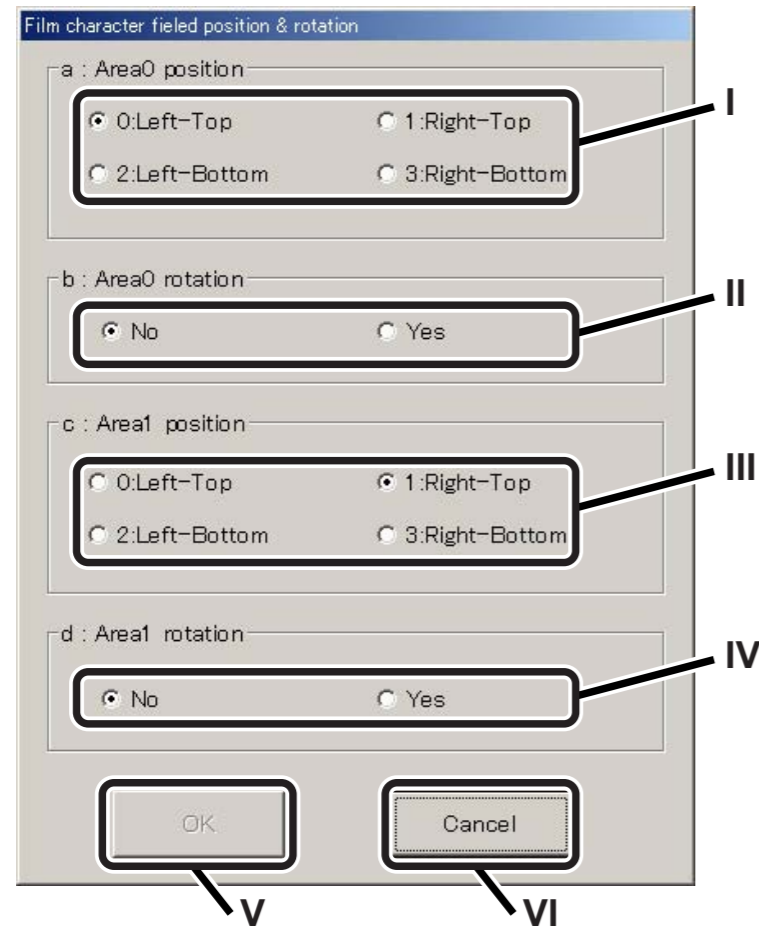 Film character fieled position & rotation
a : Area0 position
0:Left-Top 1:Right-Top
2:Left-Bottom 3:Right-Bottom
I
b : Area0 rotation
No Yes
II
c : Area1 position
0:Left-Top 1:Right-Top
2:Left-Bottom 3:Right-Bottom
III
d : Area1 rotation
No Yes
IV
OK Cancel
V VI